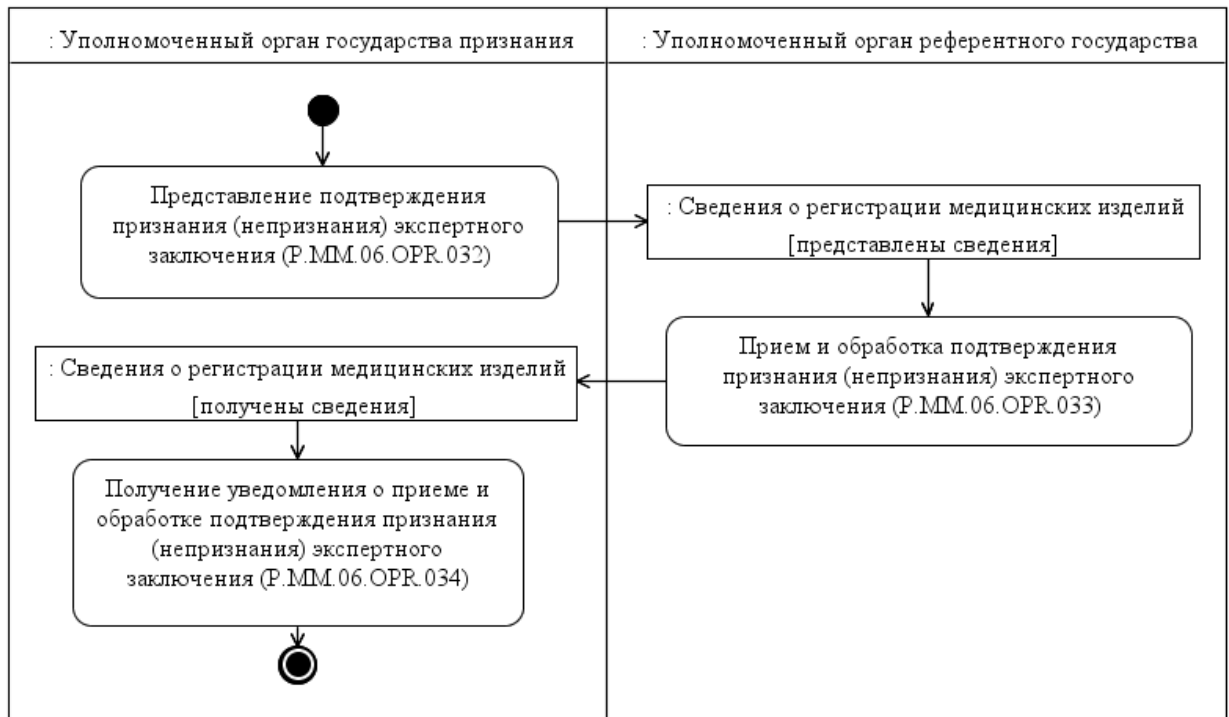 : Уполномоченный орган государства признания
: Уполномоченный орган референтного государства
Представление подтверждения
признания (непризнания) экспертного
заключения (P.MM.06.OPR.032)
: Сведения о регистрации медицинских изделий
[представлены сведения]
Прием и обработка подтверждения
признания (непризнания) экспертного
заключения (P.MM.06.OPR.033)
: Сведения о регистрации медицинских изделий
[получены сведения]
Получение уведомления о приеме и
обработке подтверждения признания
(непризнания) экспертного
заключения (P.MM.06.OPR.034)